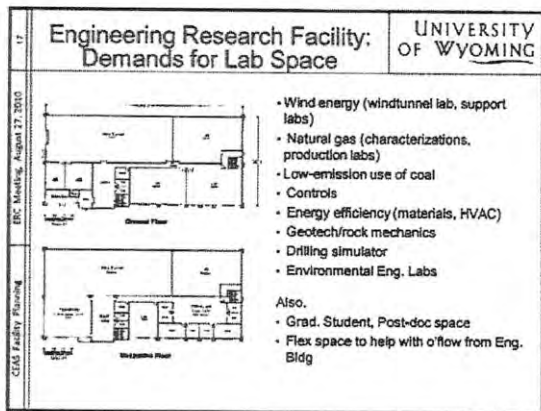 17
Engineering Research Facility:
Demands for Lab Space
UNIVERSITY
OF WYOMING
ERC Meeting, August 27, 2010
CEAS Facility Planning
Ground Floor
• Wind energy (windtunnel lab, support
labs)
• Natural gas (characterizations,
production labs)
• Low-emission use of coal
• Controls
• Energy efficiency (materials, HVAC)
• Geotech/rock mechanics
• Drilling simulator
• Environmental Eng. Labs
Also.
• Grad. Student, Post-doc space
• Flex space to help with o'flow from Eng.
Bldg